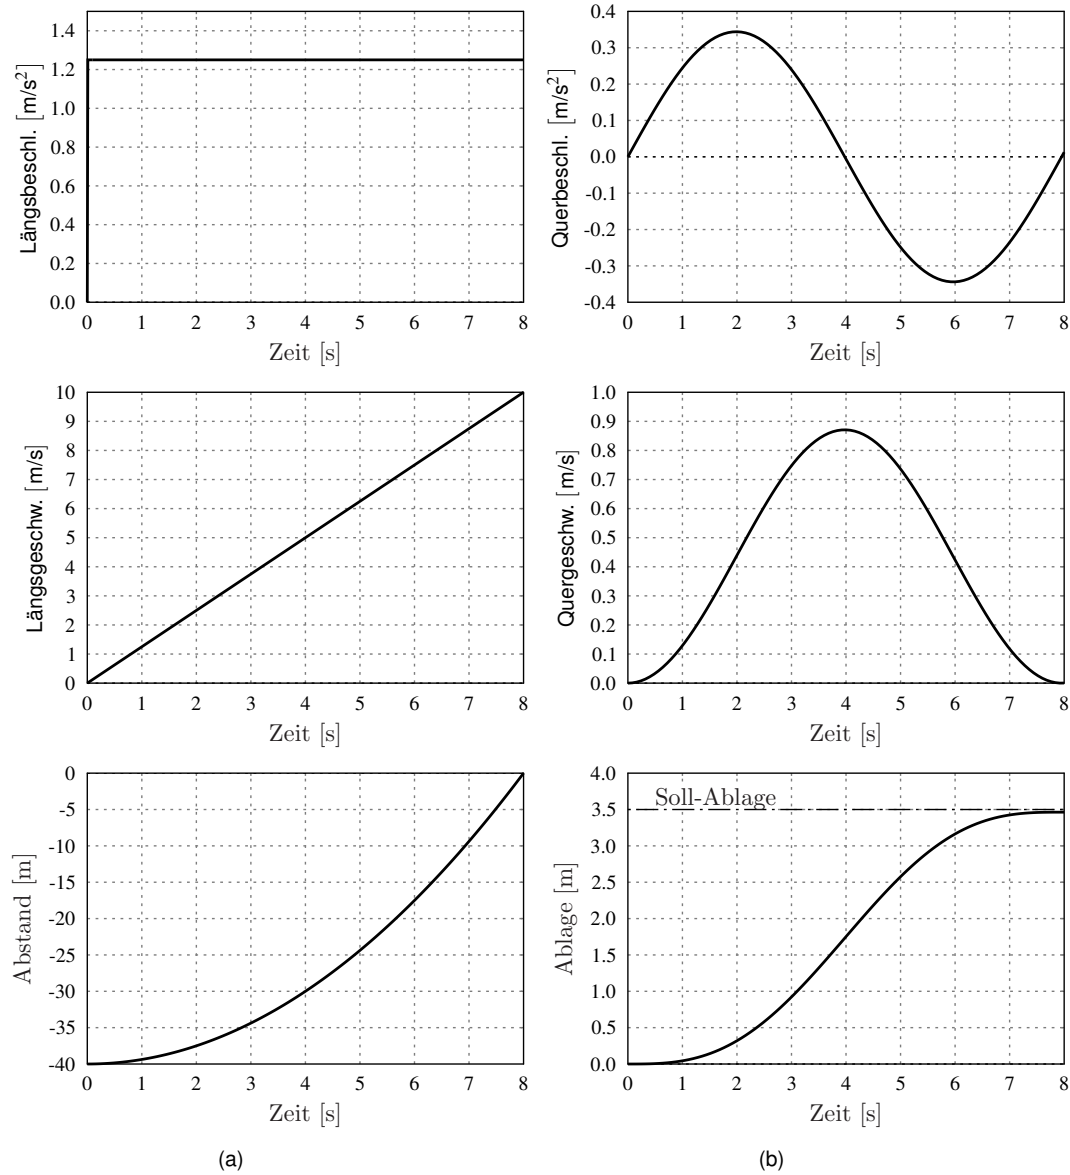 1.4
1.2
1.0
0.8
0.6
0.4
0.2
0.0
Längsbeschl. [m/s²]
0 1 2 3 4 5 6 7 8
Zeit [s]
0.4
0.3
0.2
0.1
0.0
-0.1
-0.2
-0.3
-0.4
Querbeschl. [m/s²]
0 1 2 3 4 5 6 7 8
Zeit [s]
10
9
8
7
6
5
4
3
2
1
0
Längsgeschw. [m/s]
0 1 2 3 4 5 6 7 8
Zeit [s]
1.0
0.9
0.8
0.7
0.6
0.5
0.4
0.3
0.2
0.1
0.0
Quergeschw. [m/s]
0 1 2 3 4 5 6 7 8
Zeit [s]
0
-5
-10
-15
-20
-25
-30
-35
-40
Abstand [m]
0 1 2 3 4 5 6 7 8
Zeit [s]
4.0
3.5
3.0
2.5
2.0
1.5
1.0
0.5
0.0
Ablage [m]
Soll-Ablage
0 1 2 3 4 5 6 7 8
Zeit [s]
(a)
(b)